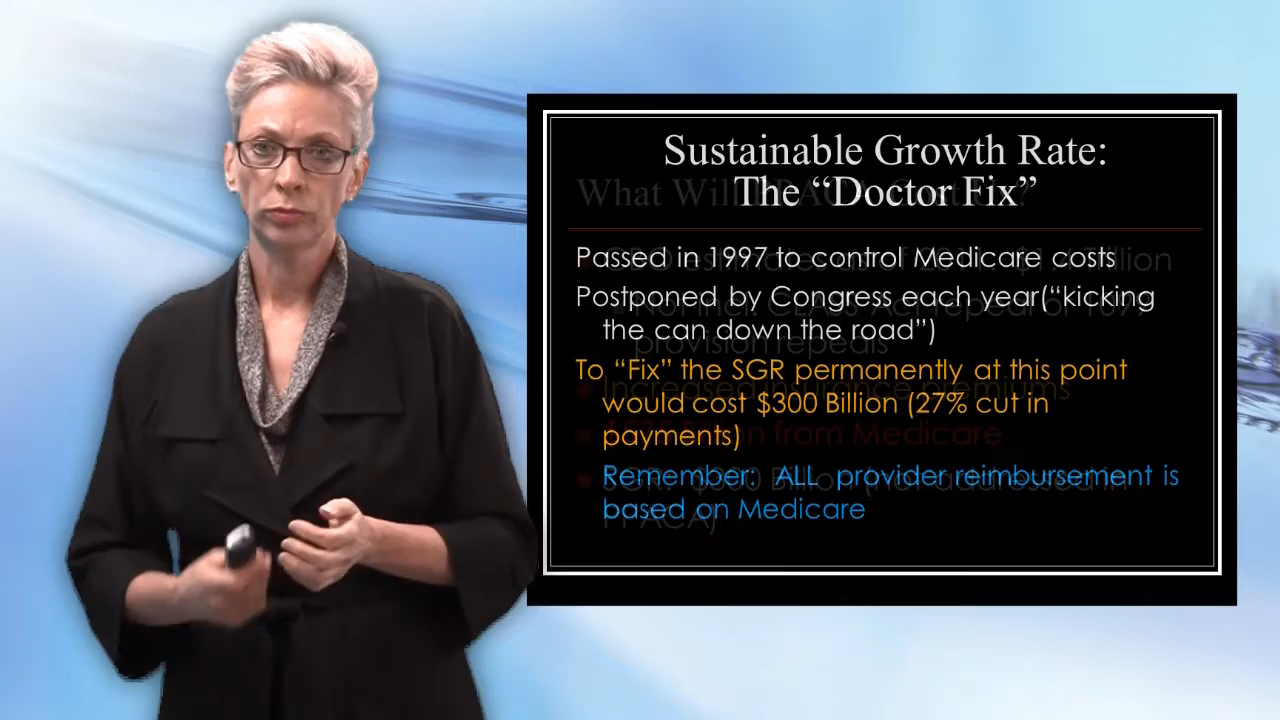 Sustainable Growth Rate:
The “Doctor Fix”
Passed in 1997 to control Medicare costs
Postponed by Congress each year(“kicking
the can down the road”)
To “Fix” the SGR permanently at this point
would cost $300 Billion (27% cut in
payments)
Remember: ALL provider reimbursement is
based on Medicare